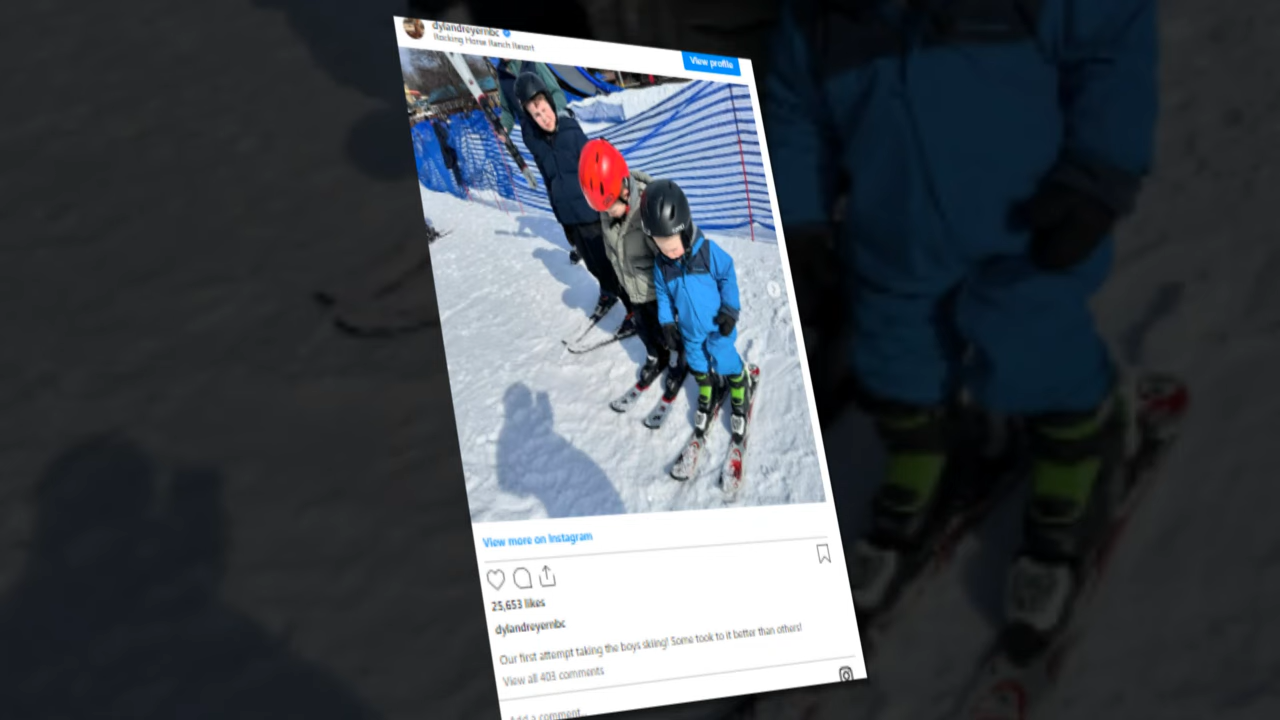 dylandreyernbc
Rocking Horse Ranch Resort
View profile
View more on Instagram
25,653 likes
dylandreyernbc
Our first attempt taking the boys skiing! Some took to it better than others!
View all 403 comments
Add a comment